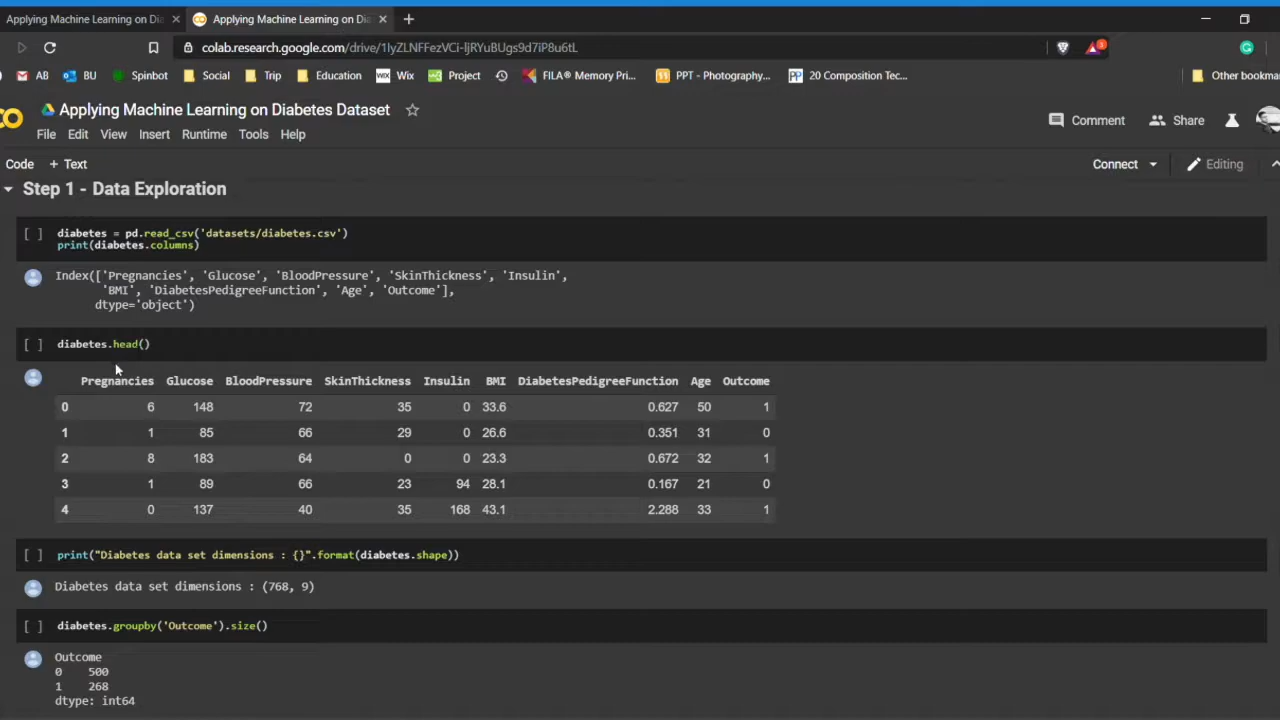 Applying Machine Learning on Dia
Applying Machine Learning on Dia
colab.research.google.com/drive/1IyZLNFFezVCi-ljRYuBUgs9d7iP8u6tL
AB BU Spinbot Social Trip Education Wix Project FILA® Memory Pri... PPT - Photography... 20 Composition Tec... Other bookma
Applying Machine Learning on Diabetes Dataset
Comment Share
File Edit View Insert Runtime Tools Help
Code + Text Connect Editing
Step 1 - Data Exploration
[ ] diabetes = pd.read_csv('datasets/diabetes.csv')
print(diabetes.columns)
Index(['Pregnancies', 'Glucose', 'BloodPressure', 'SkinThickness', 'Insulin',
'BMI', 'DiabetesPedigreeFunction', 'Age', 'Outcome'],
dtype='object')
[ ] diabetes.head()
Pregnancies Glucose BloodPressure SkinThickness Insulin BMI DiabetesPedigreeFunction Age Outcome
0 6 148 72 35 0 33.6 0.627 50 1
1 1 85 66 29 0 26.6 0.351 31 0
2 8 183 64 0 0 23.3 0.672 32 1
3 1 89 66 23 94 28.1 0.167 21 0
4 0 137 40 35 168 43.1 2.288 33 1
[ ] print("Diabetes data set dimensions : {}".format(diabetes.shape))
Diabetes data set dimensions : (768, 9)
[ ] diabetes.groupby('Outcome').size()
Outcome
0 500
1 268
dtype: int64